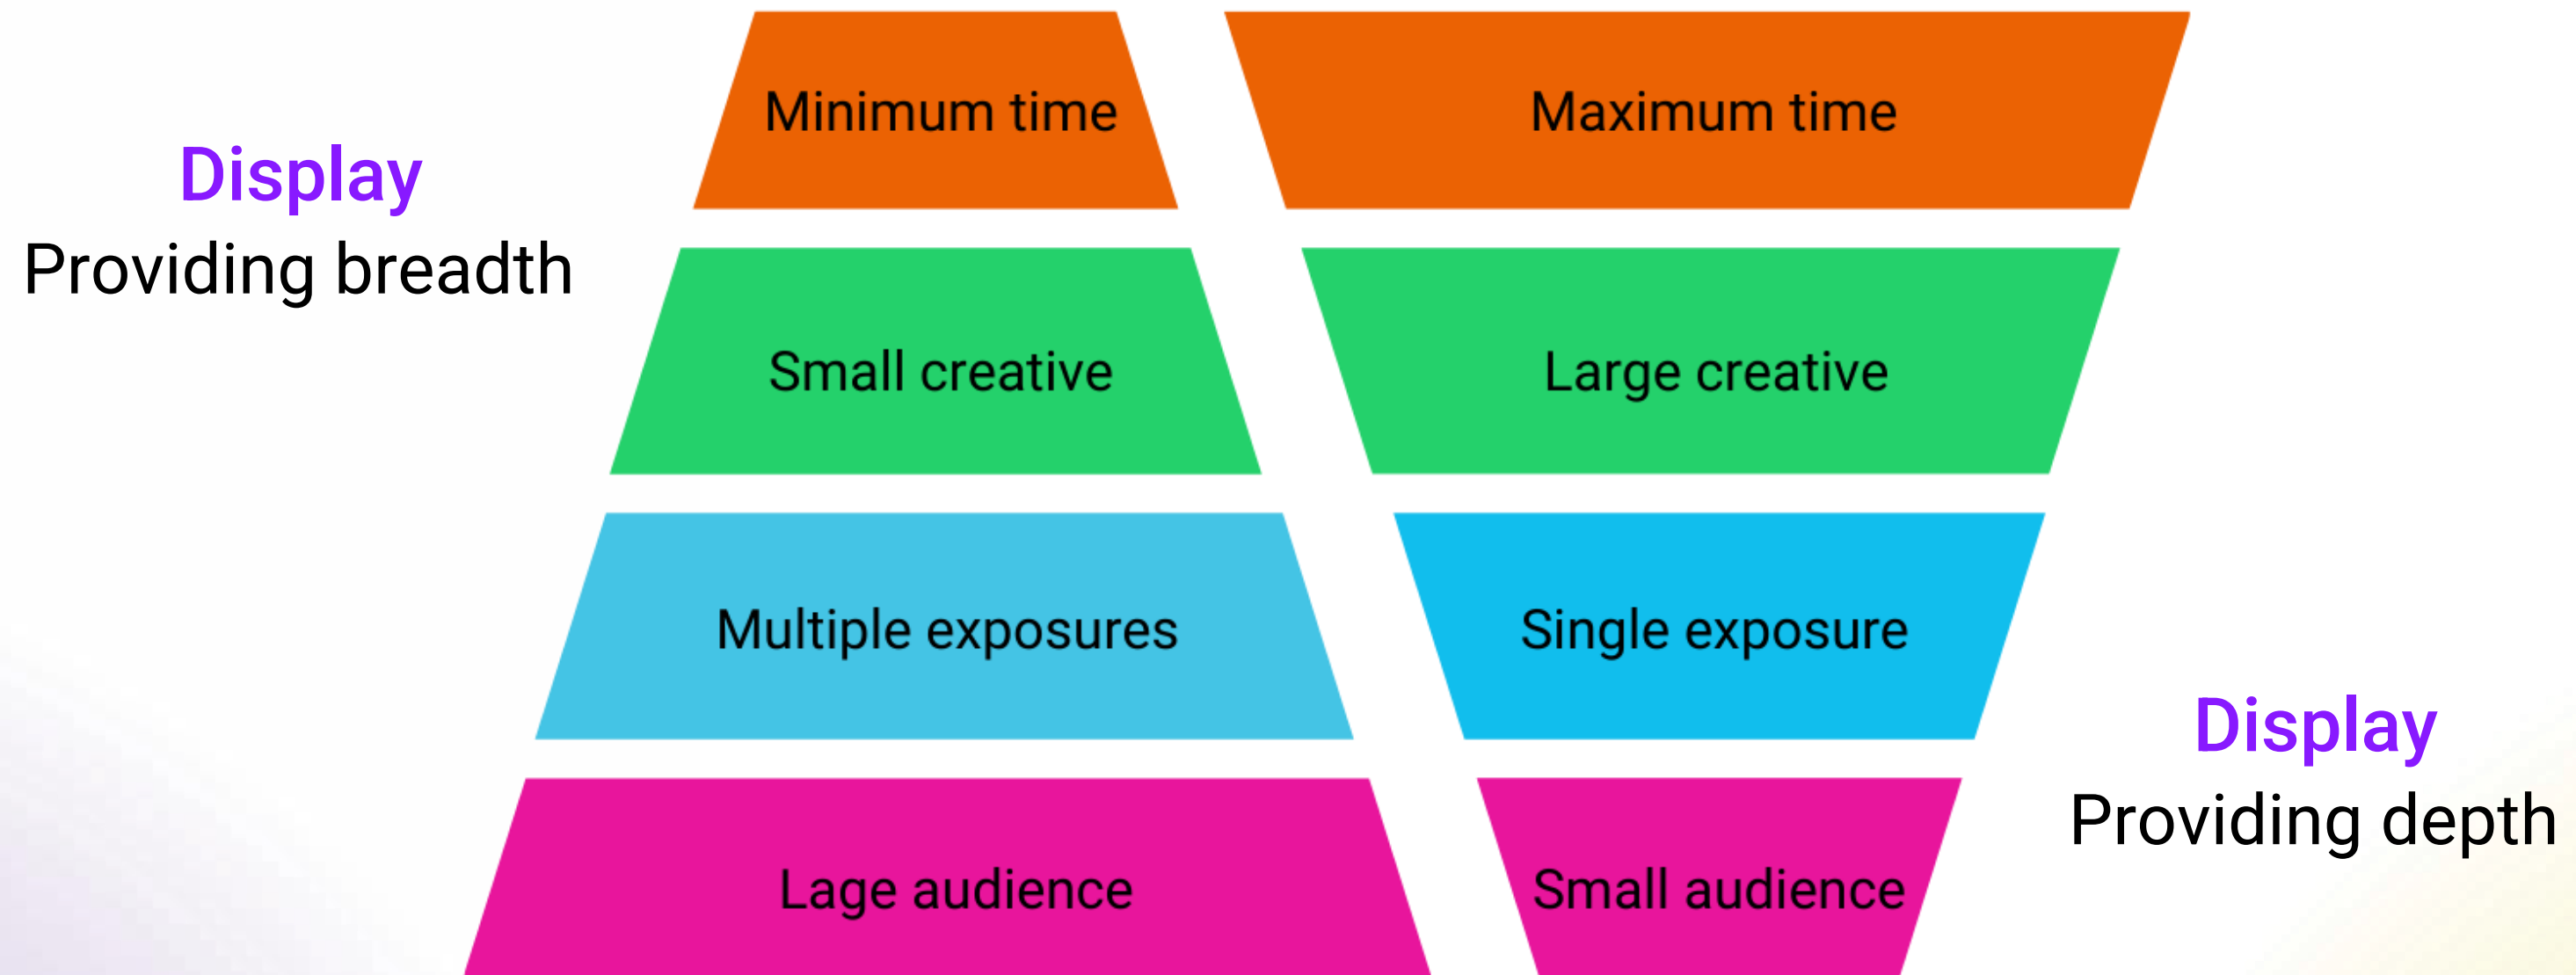 Display
Providing breadth
Minimum time
Maximum time
Small creative
Large creative
Multiple exposures
Single exposure
Lage audience
Small audience
Display
Providing depth